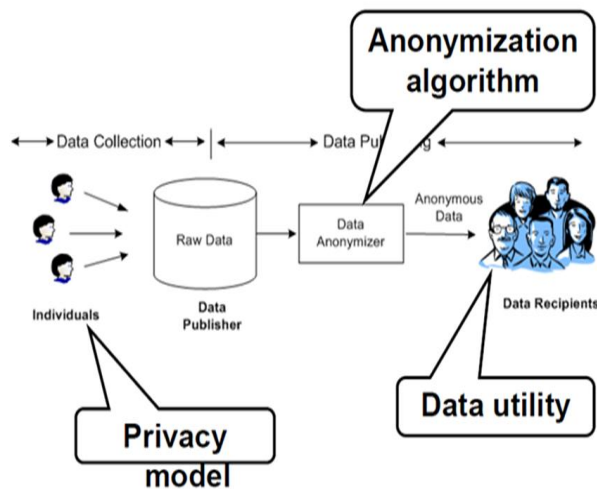 Anonymization
algorithm
Data Collection
Data Pu
g
Anonymous
Data
Raw Data
Data
Anonymizer
Individuals
Data
Publisher
Data Recipients
Privacy
model
Data utility